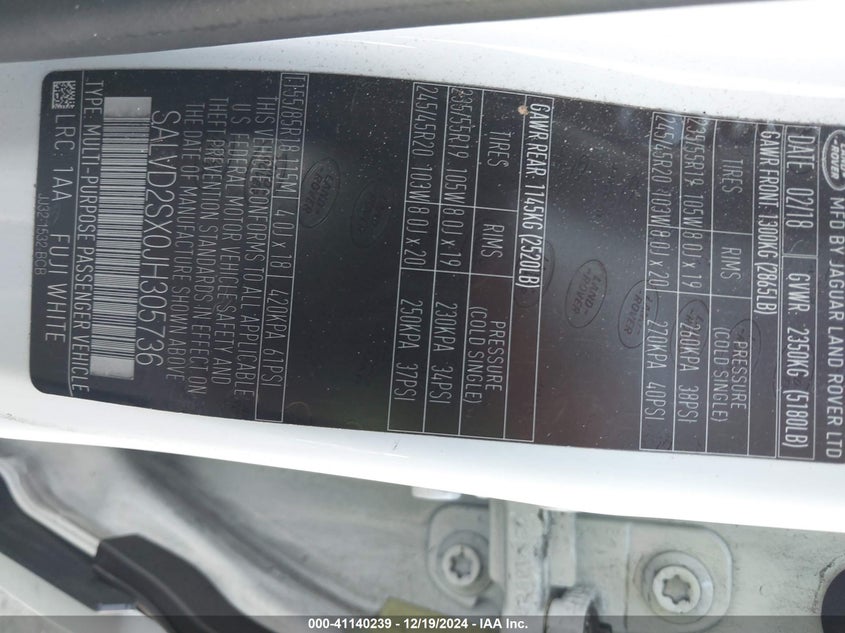 LAND ROVER
MFD BY JAGUAR LAND ROVER LTD
DATE 02/18 GVWR: 2350KG (5180LB)
GAWR FRONT 1300KG (2866LB)
TIRES RIMS PRESSURE (COLD SINGLE)
235/55R19 105W 8.0J x 19 260KPA 38PSI
245/45R20 103W 8.0J x 20 270KPA 40PSI
GAWR REAR 1145KG (2520LB)
TIRES RIMS PRESSURE (COLD SINGLE)
235/55R19 105W 8.0J x 19 230KPA 34PSI
245/45R20 103W 8.0J x 20 250KPA 37PSI
T155/85R18 115M 4.0J x 18 420KPA 61PSI
THIS VEHICLE CONFORMS TO ALL APPLICABLE
U.S. FEDERAL MOTOR VEHICLE SAFETY AND
THEFT PREVENTION STANDARDS IN EFFECT ON
THE DATE OF MANUFACTURE SHOWN ABOVE
SALVD2SX0JH305736
TYPE: MULTI-PURPOSE PASSENGER VEHICLE
LRC: 1AA FUJI WHITE
000-41140239 - 12/19/2024 - IAA Inc.